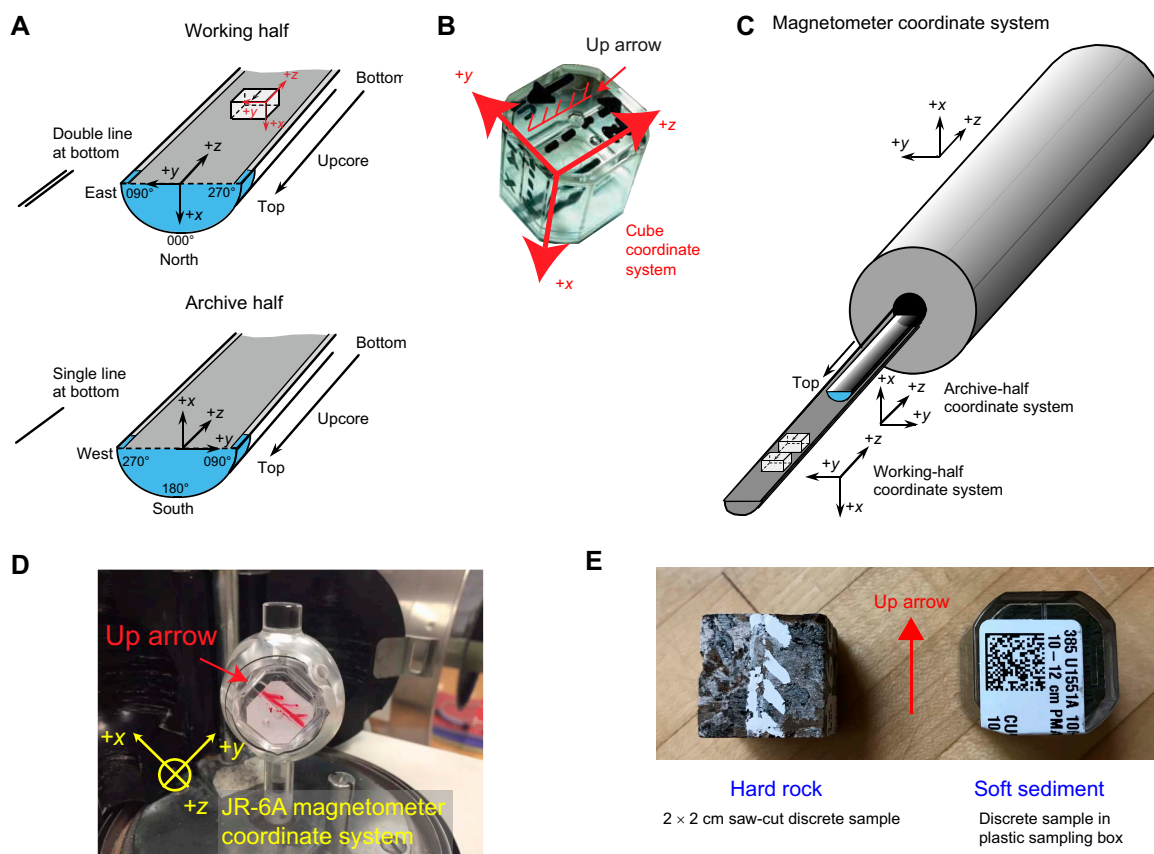 A
Working half
Bottom
+z
+y
+x
Double line
at bottom
+z
Upcore
+y
East
090°
270°
Top
+x
000°
North
Archive half
Bottom
Single line
at bottom
+x
+z
Upcore
+y
West
270°
090°
Top
180°
South
B
Up arrow
+y
+z
Cube
coordinate
system
+x
C
Magnetometer coordinate system
+x
+z
+y
Top
+x
+z
Archive-half
coordinate system
+y
+z
+y
Working-half
coordinate system
+x
D
Up arrow
+x
+y
+z
JR-6A magnetometer
coordinate system
E
Up arrow
385 U1551A 10
10 – 12 cm PM
CU
10
Hard rock
2 × 2 cm saw-cut discrete sample
Soft sediment
Discrete sample in
plastic sampling box